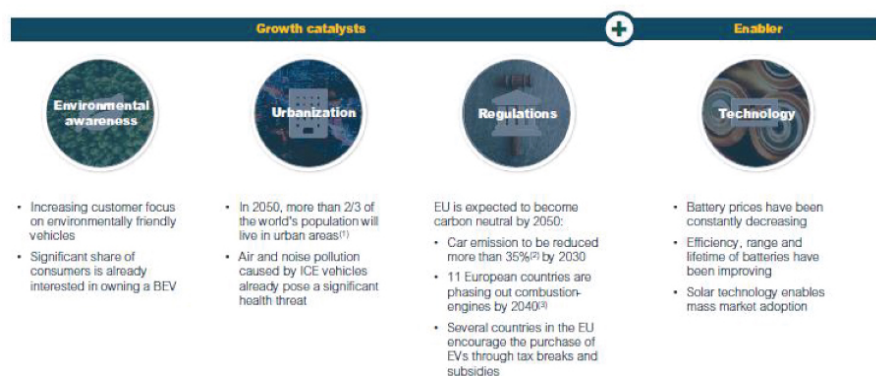 Growth catalysts
Enabler
Environmental
awareness
Urbanization
Regulations
Technology
• Increasing customer focus
on environmentally friendly
vehicles
• Significant share of
consumers is already
interested in owning a BEV
• In 2050, more than 2/3 of
the world's population will
live in urban areas(1)
• Air and noise pollution
caused by ICE vehicles
already pose a significant
health threat
EU is expected to become
carbon neutral by 2050:
• Car emission to be reduced
more than 35%(2) by 2030
• 11 European countries are
phasing out combustion-
engines by 2040(3)
• Several countries in the EU
encourage the purchase of
EVs through tax breaks and
subsidies
• Battery prices have been
constantly decreasing
• Efficiency, range and
lifetime of batteries have
been improving
• Solar technology enables
mass market adoption